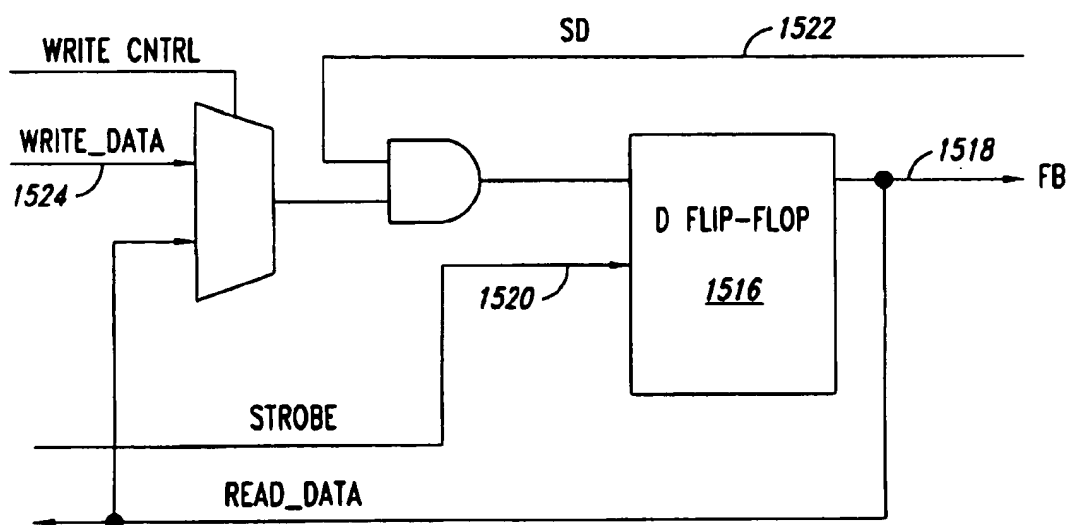 SD
1522
WRITE CNTRL
WRITE_DATA
1524
1518
FB
D FLIP-FLOP
1516
1520
STROBE
READ_DATA